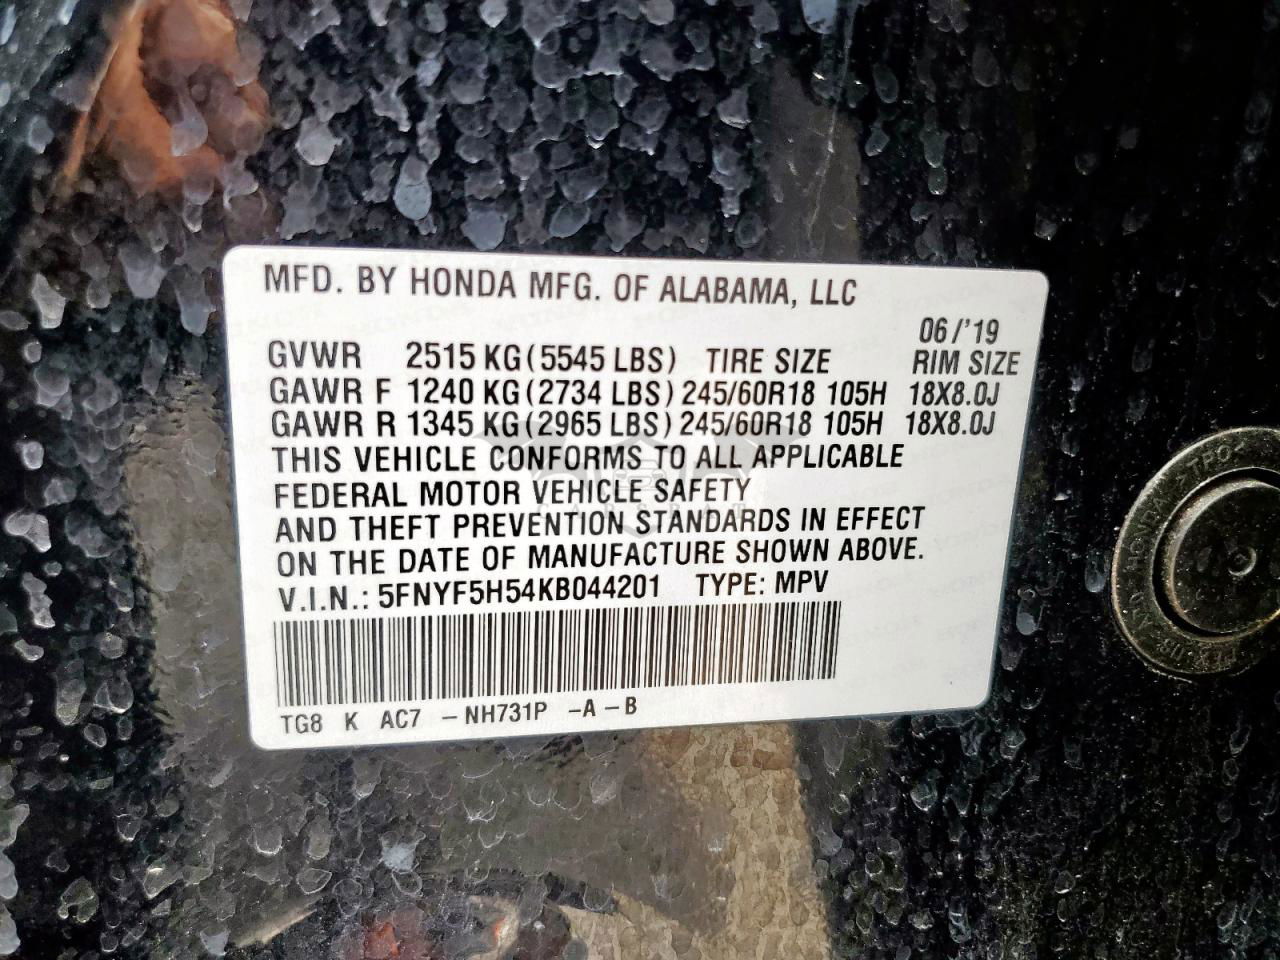 MFD. BY HONDA MFG. OF ALABAMA, LLC
06/'19
GVWR 2515 KG (5545 LBS) TIRE SIZE RIM SIZE
GAWR F 1240 KG (2734 LBS) 245/60R18 105H 18X8.0J
GAWR R 1345 KG (2965 LBS) 245/60R18 105H 18X8.0J
THIS VEHICLE CONFORMS TO ALL APPLICABLE
FEDERAL MOTOR VEHICLE SAFETY
AND THEFT PREVENTION STANDARDS IN EFFECT
ON THE DATE OF MANUFACTURE SHOWN ABOVE.
V.I.N.: 5FNYF5H54KB044201 TYPE: MPV
TG8 K AC7 -NH731P -A -B